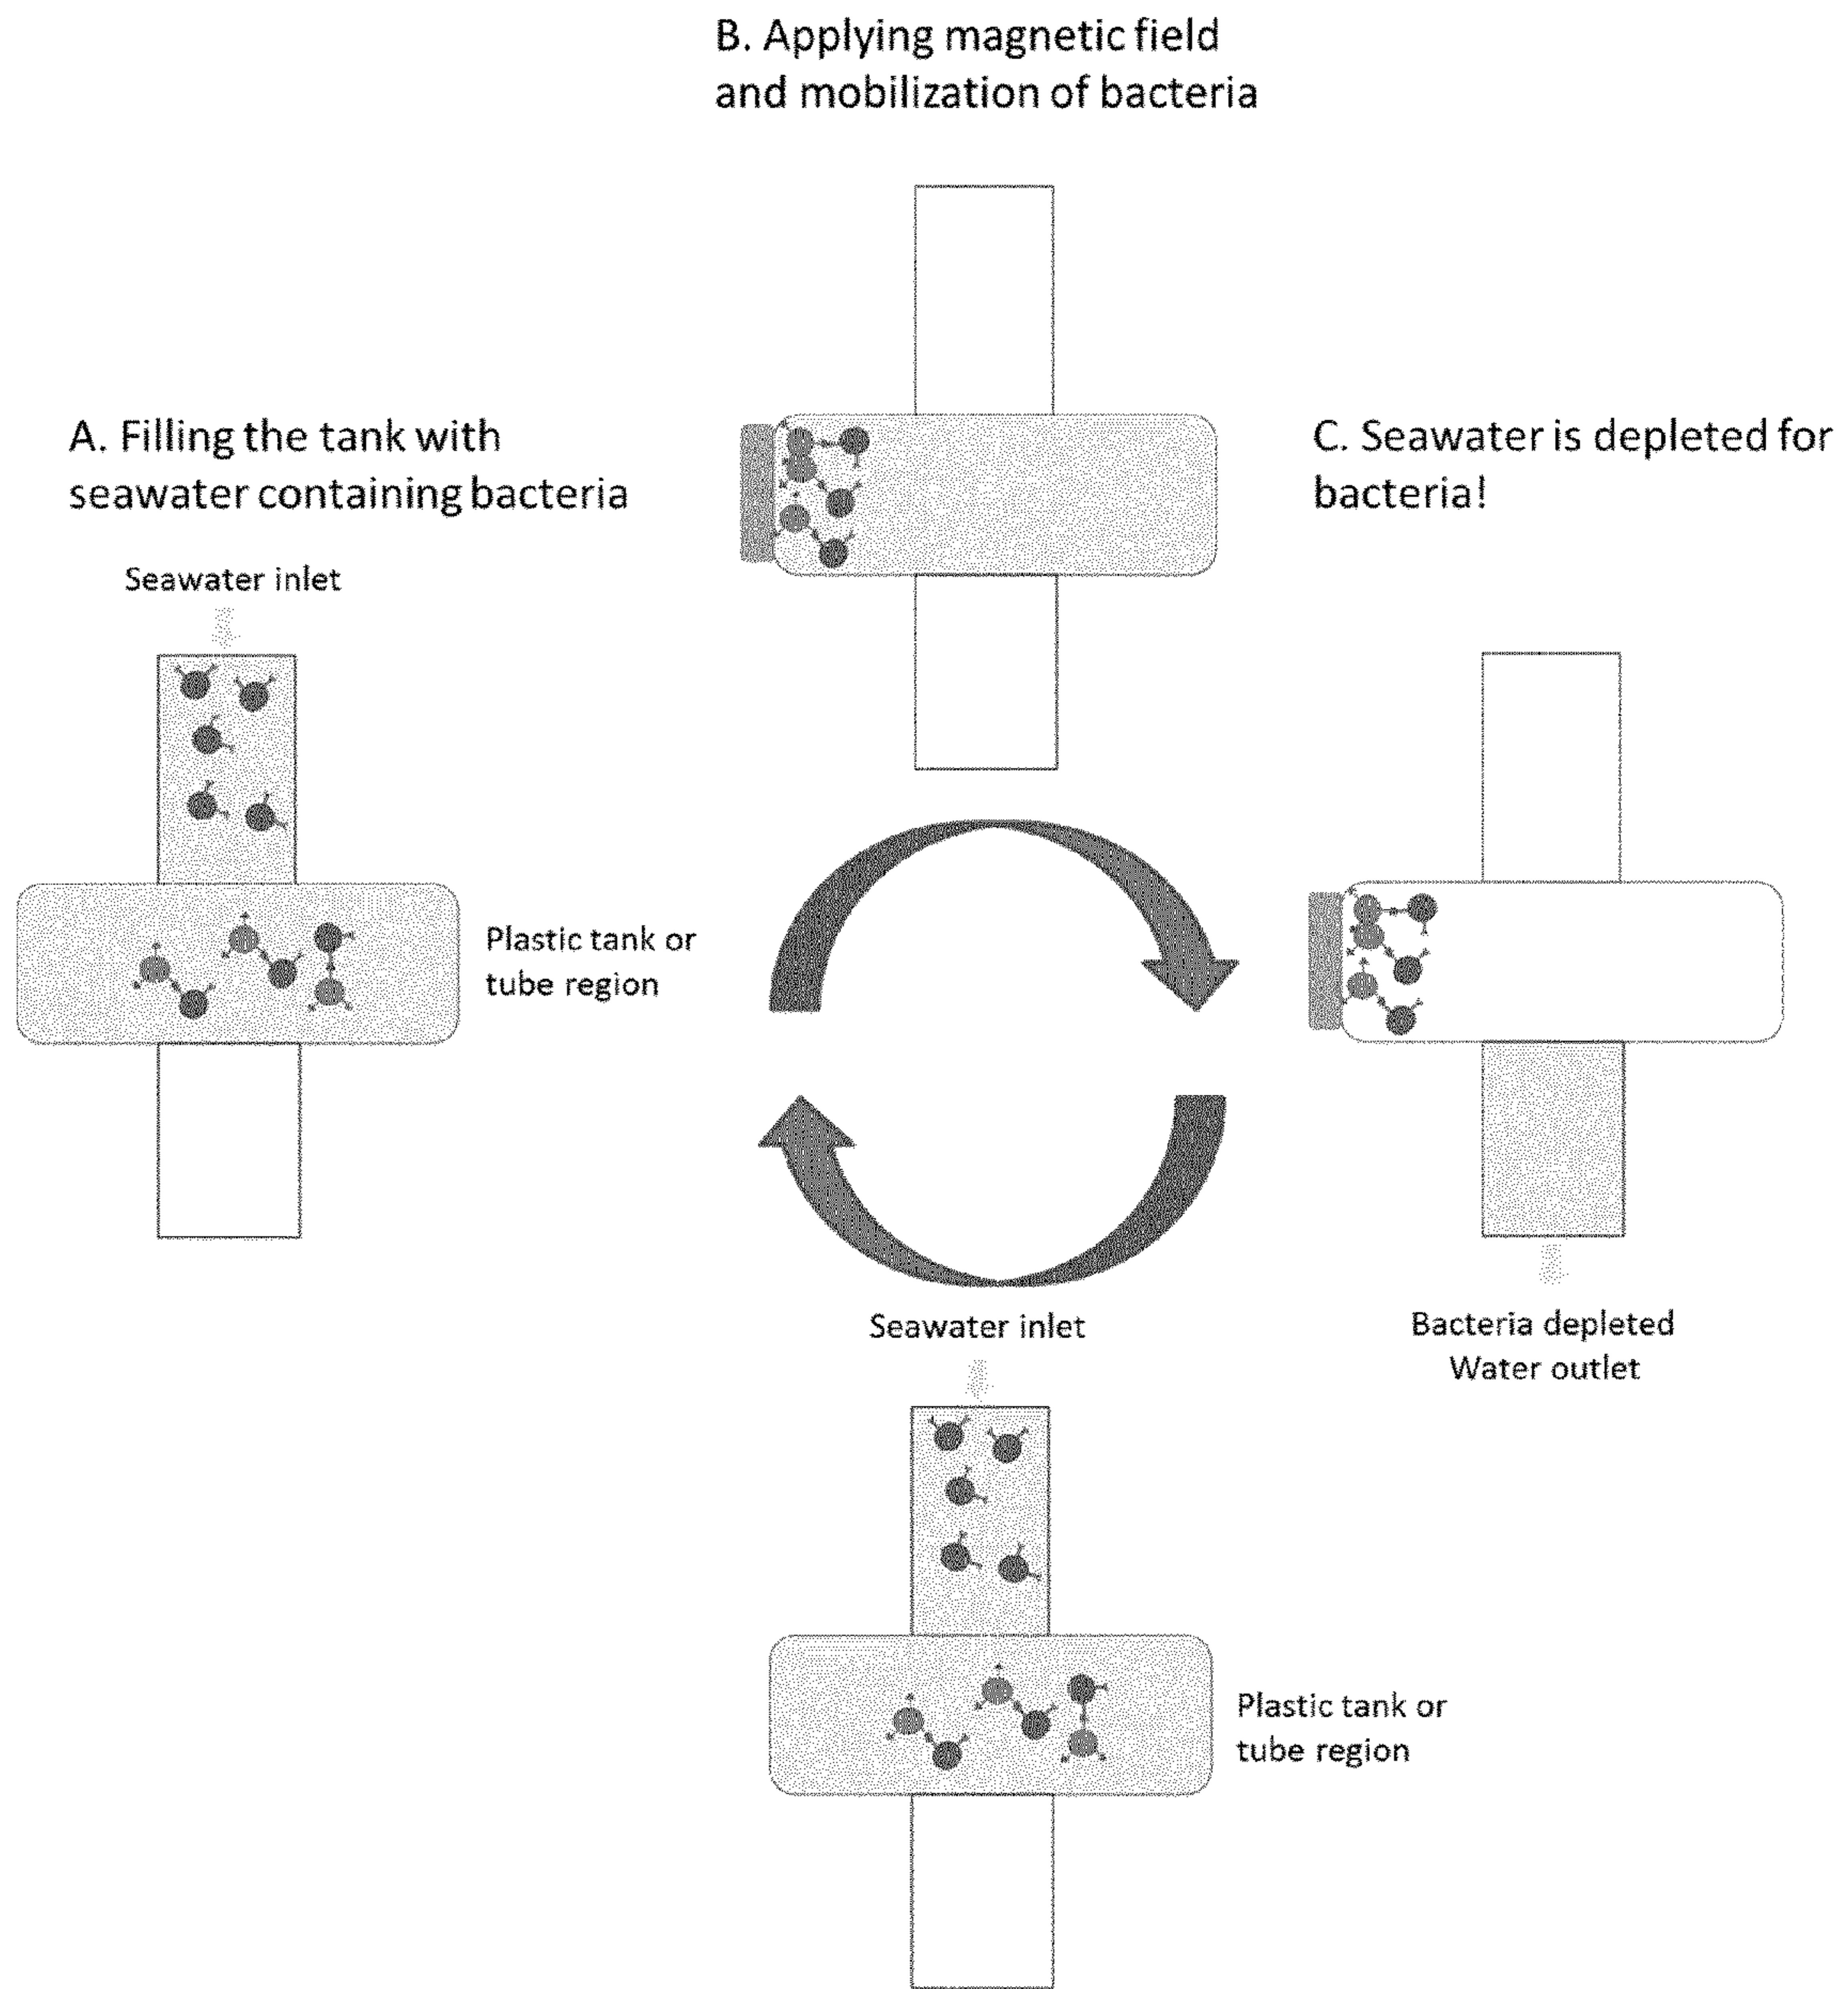 B. Applying magnetic field
and mobilization of bacteria
A. Filling the tank with
seawater containing bacteria
C. Seawater is depleted for
bacteria!
Seawater inlet
Plastic tank or
tube region
Seawater inlet
Bacteria depleted
Water outlet
Plastic tank or
tube region